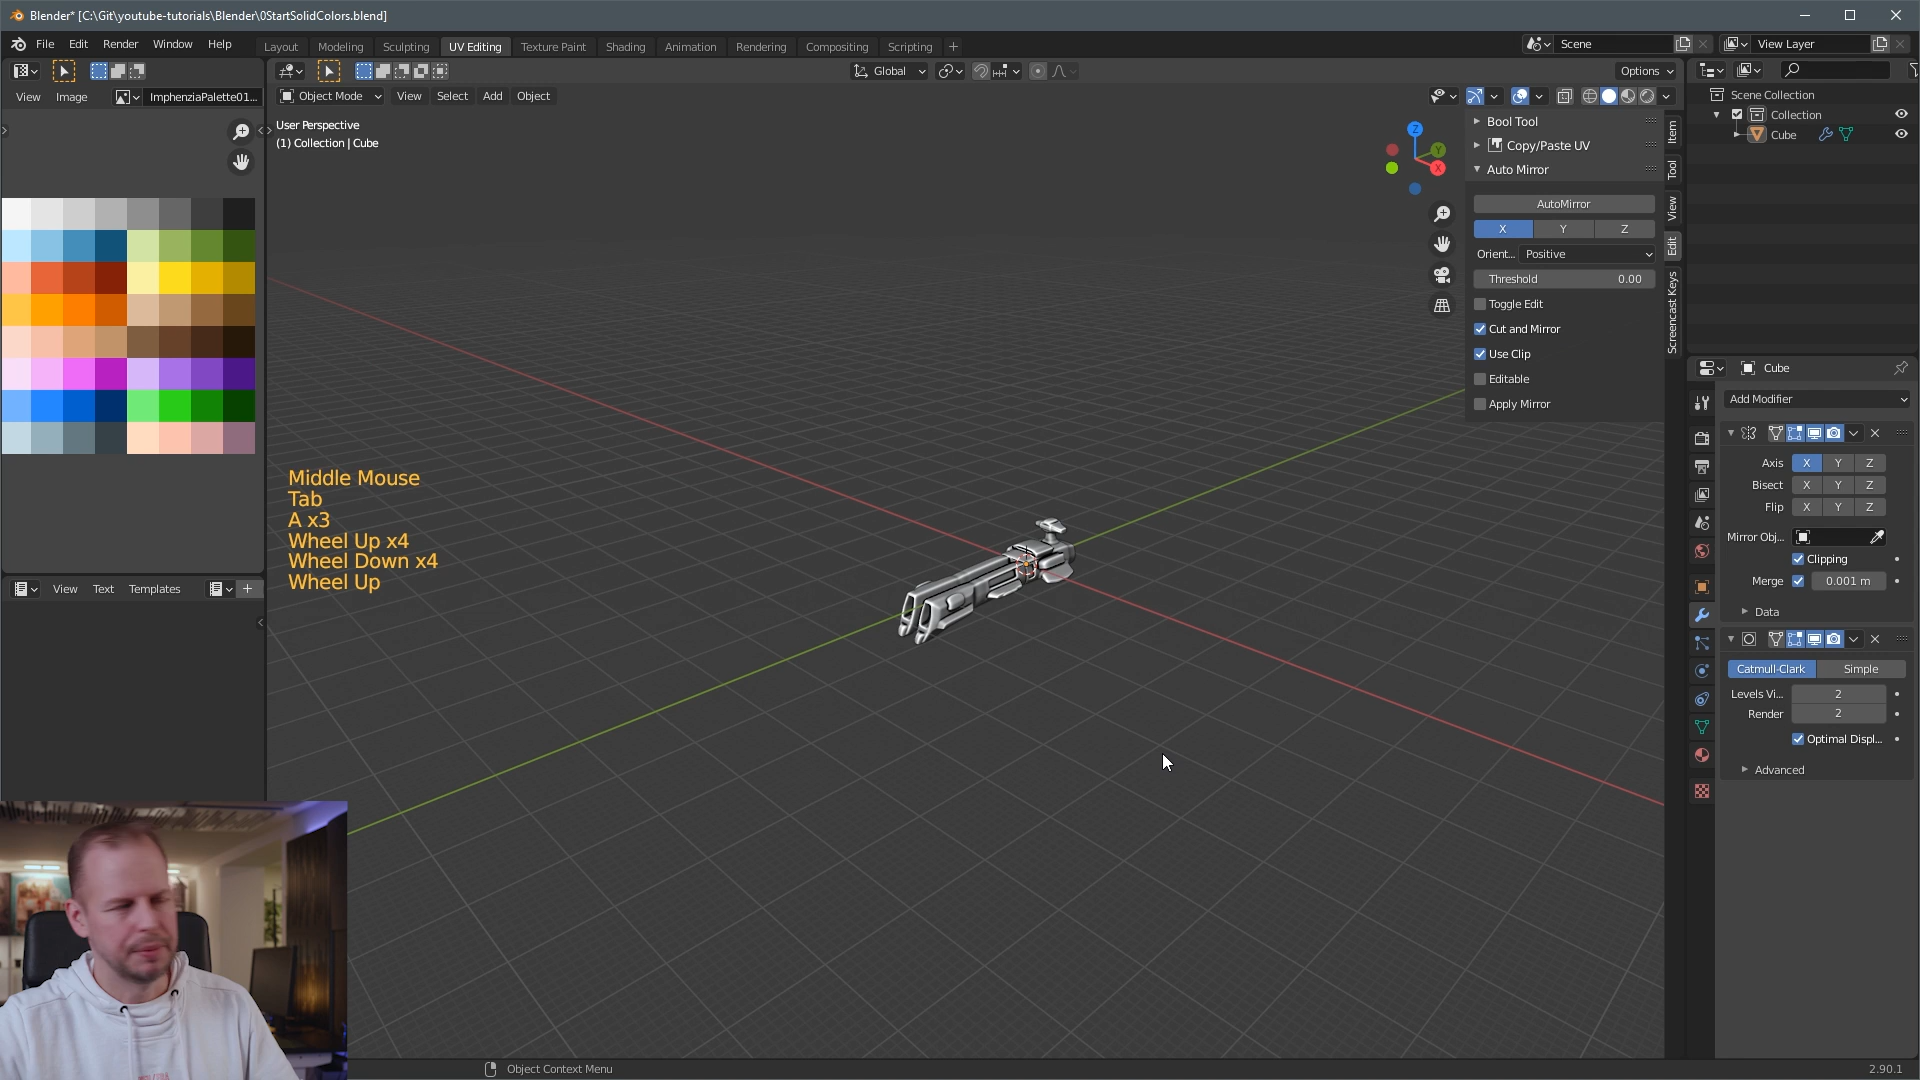 Blender* [C:\Git\youtube-tutorials\Blender\0StartSolidColors.blend]
File Edit Render Window Help
Layout Modeling Sculpting UV Editing Texture Paint Shading Animation Rendering Compositing Scripting +
Scene
View Layer
Global
Options
View Image ImphenziaPalette01...
Object Mode View Select Add Object
User Perspective
(1) Collection | Cube
Z
Y
X
Bool Tool
Copy/Paste UV
Auto Mirror
AutoMirror
X Y Z
Orient... Positive
Threshold 0.00
Toggle Edit
Cut and Mirror
Use Clip
Editable
Apply Mirror
Item
Tool
View
Edit
Screencast Keys
Scene Collection
Collection
Cube
Cube
Add Modifier
Axis X Y Z
Bisect X Y Z
Flip X Y Z
Mirror Obj...
Clipping
Merge 0.001 m
Data
Catmull-Clark Simple
Levels Vi... 2
Render 2
Optimal Displ...
Advanced
Middle Mouse
Tab
A x3
Wheel Up x4
Wheel Down x4
Wheel Up
View Text Templates
Object Context Menu
2.90.1